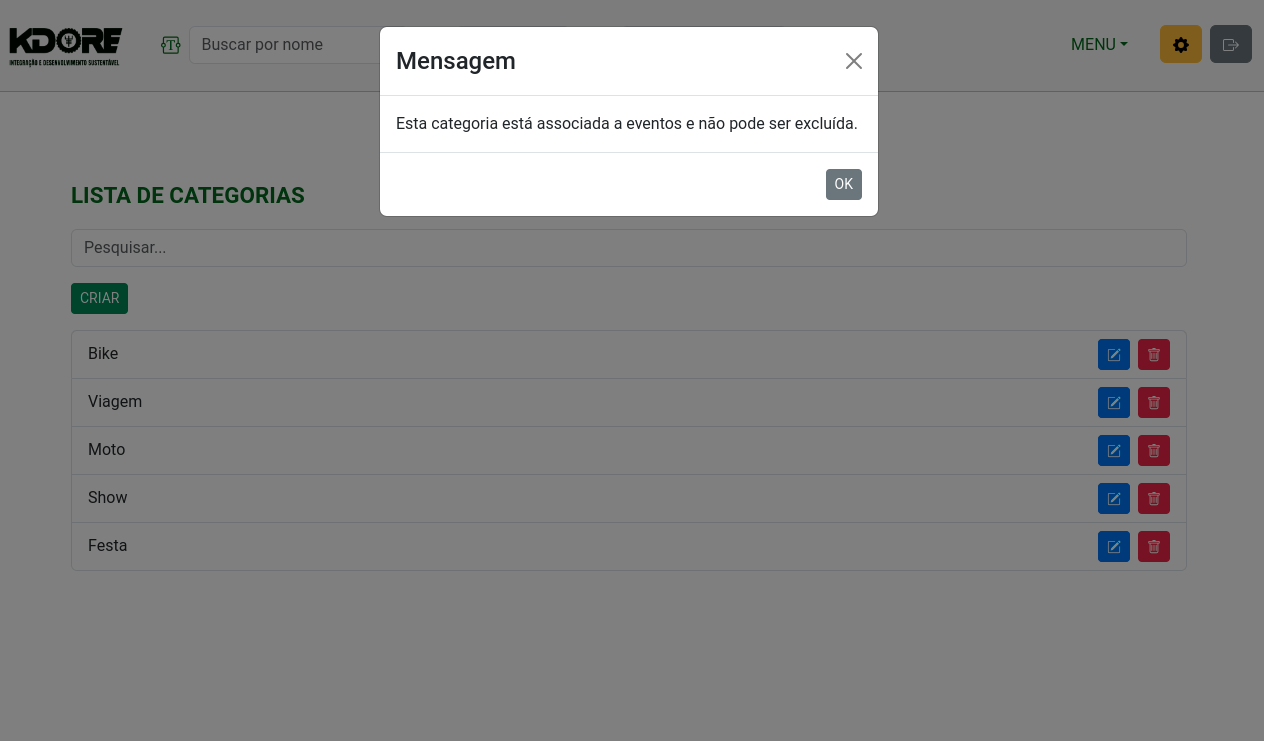 KDORE
INTEGRAÇÃO E DESENVOLVIMENTO SUSTENTÁVEL
T
Buscar por nome
MENU
Mensagem
Esta categoria está associada a eventos e não pode ser excluída.
OK
LISTA DE CATEGORIAS
Pesquisar...
CRIAR
Bike
Viagem
Moto
Show
Festa